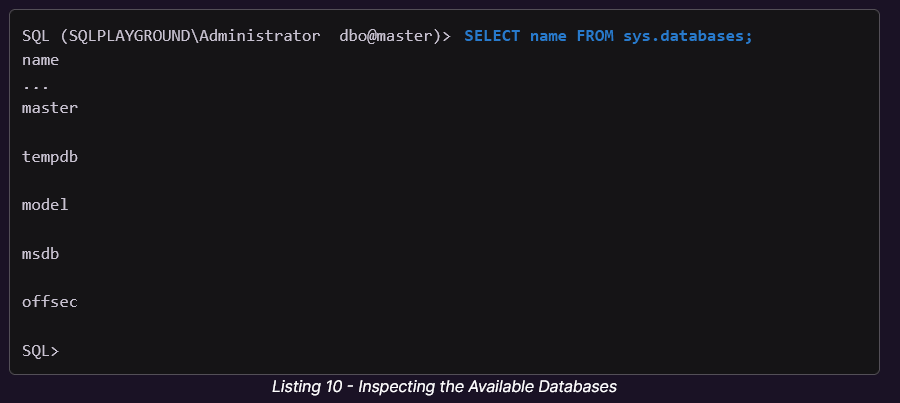 SQL (SQLPLAYGROUND\Administrator  dbo@master)> SELECT name FROM sys.databases;
name
...
master
tempdb
model
msdb
offsec
SQL>
Listing 10 - Inspecting the Available Databases